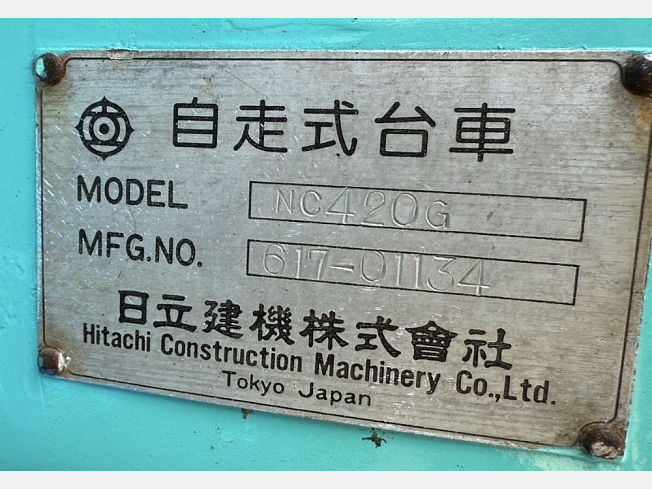 自走式台車
MODEL NC420G
MFG.NO. 617-01134
日立建機株式會社
Hitachi Construction Machinery Co.,Ltd.
Tokyo Japan